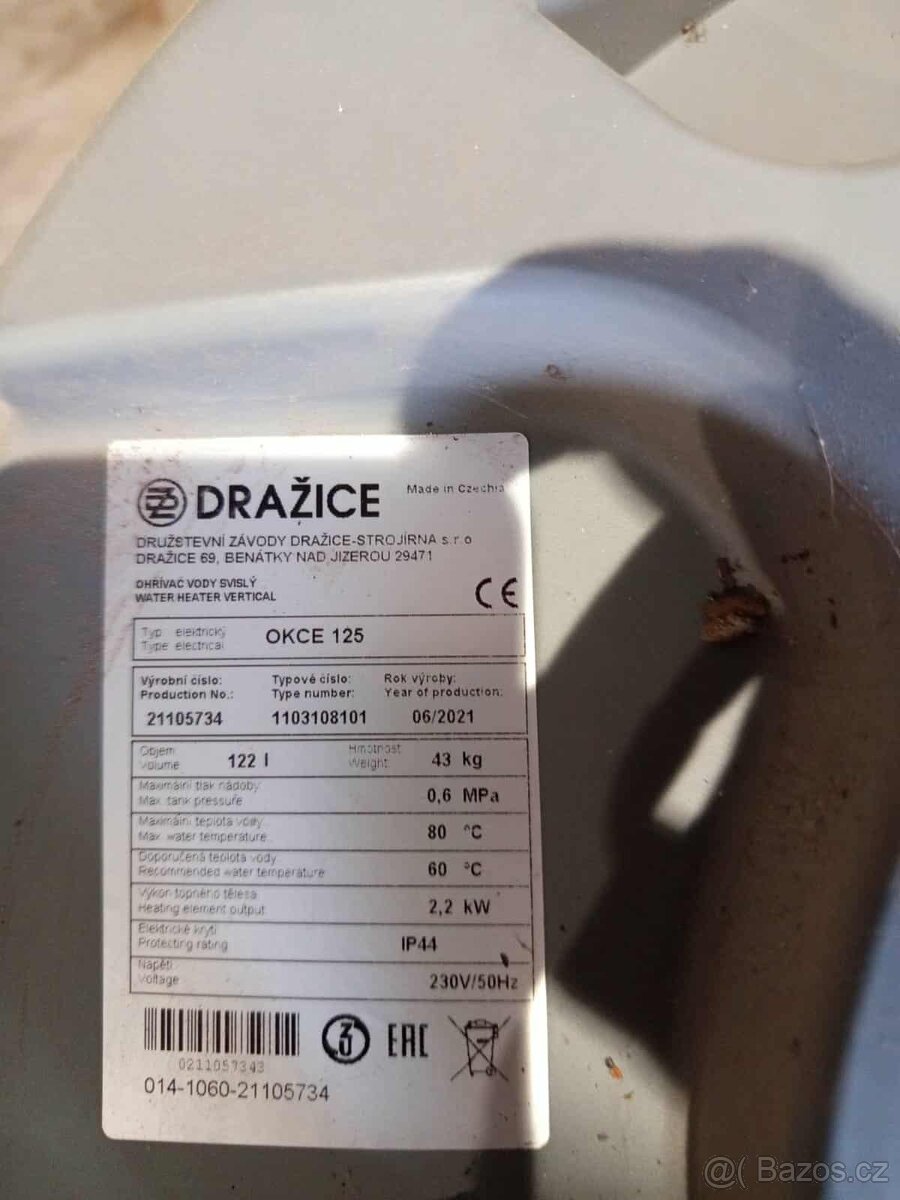 DRAŽICE
Made in Czechia
DRUŽSTEVNÍ ZÁVODY DRAŽICE-STROJÍRNA s.r.o
DRAŽICE 69, BENÁTKY NAD JIZEROU 29471
OHŘÍVAČ VODY SVISLÝ
WATER HEATER VERTICAL
CE
Typ elektrický
Type electrical
OKCE 125
Výrobní číslo: Typové číslo: Rok výroby:
Production No.: Type number: Year of production:
21105734 1103108101 06/2021
Objem Hmotnost
Volume 122 l Weight 43 kg
Maximální tlak nádoby
Max. tank pressure 0,6 MPa
Maximální teplota vody
Max. water temperature 80 °C
Doporučená teplota vody
Recommended water temperature 60 °C
Výkon topného tělesa
Heating element output 2,2 kW
Elektrické krytí
Protecting rating IP44
Napětí
Voltage 230V/50Hz
0211057343
014-1060-21105734
EAC
@( Bazos.cz